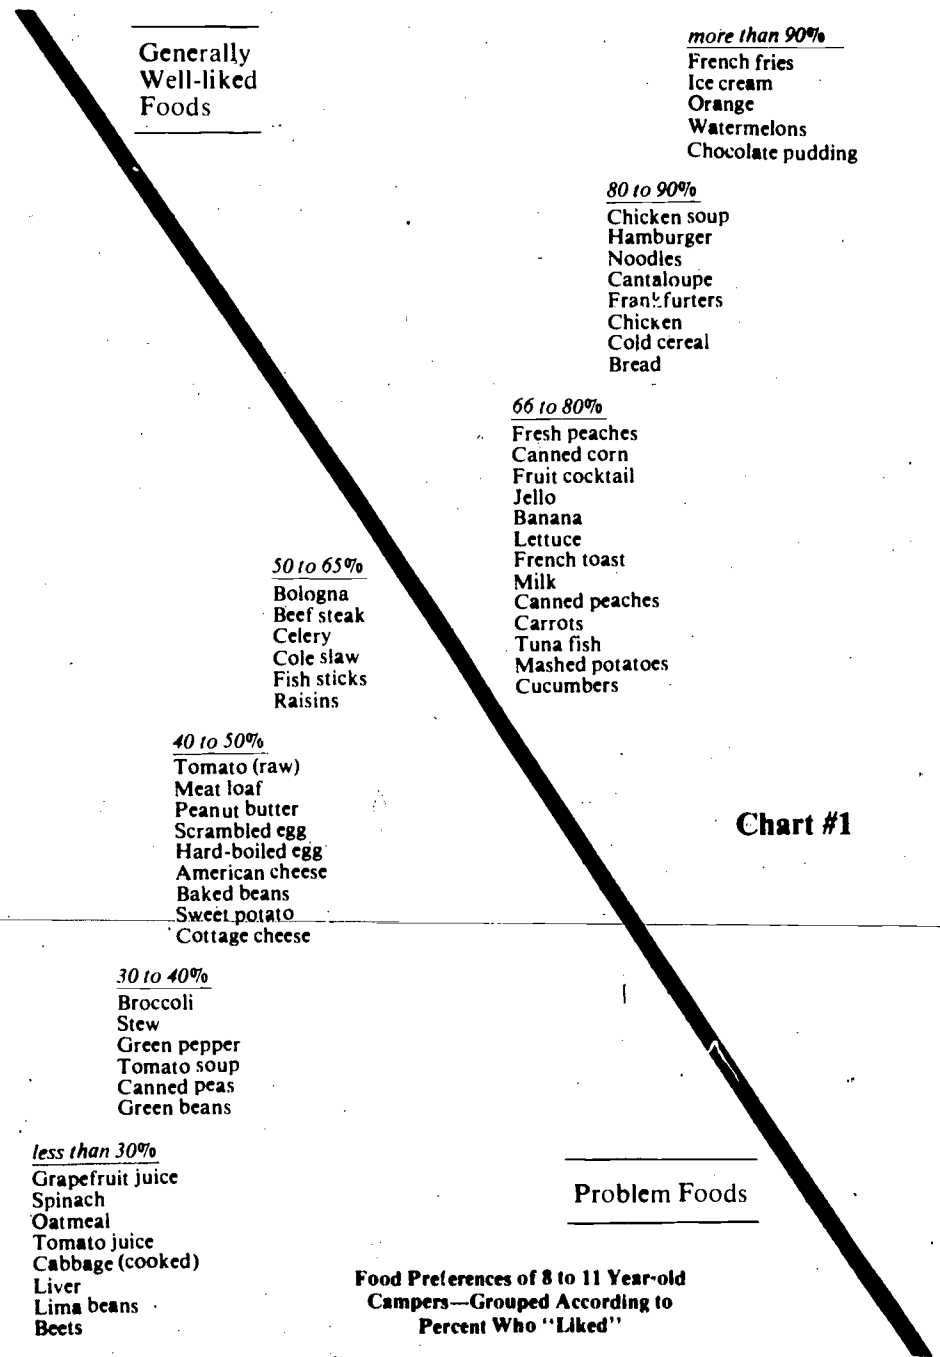 Generally
Well-liked
Foods
more than 90%
French fries
Ice cream
Orange
Watermelons
Chocolate pudding
80 to 90%
Chicken soup
Hamburger
Noodles
Cantaloupe
Frankfurters
Chicken
Cold cereal
Bread
66 to 80%
Fresh peaches
Canned corn
Fruit cocktail
Jello
Banana
Lettuce
French toast
Milk
Canned peaches
Carrots
Tuna fish
Mashed potatoes
Cucumbers
50 to 65%
Bologna
Beef steak
Celery
Cole slaw
Fish sticks
Raisins
40 to 50%
Tomato (raw)
Meat loaf
Peanut butter
Scrambled egg
Hard-boiled egg
American cheese
Baked beans
Sweet potato
Cottage cheese
Chart #1
30 to 40%
Broccoli
Stew
Green pepper
Tomato soup
Canned peas
Green beans
less than 30%
Grapefruit juice
Spinach
Oatmeal
Tomato juice
Cabbage (cooked)
Liver
Lima beans
Beets
Problem Foods
Food Preferences of 8 to 11 Year-old
Campers—Grouped According to
Percent Who "Liked"